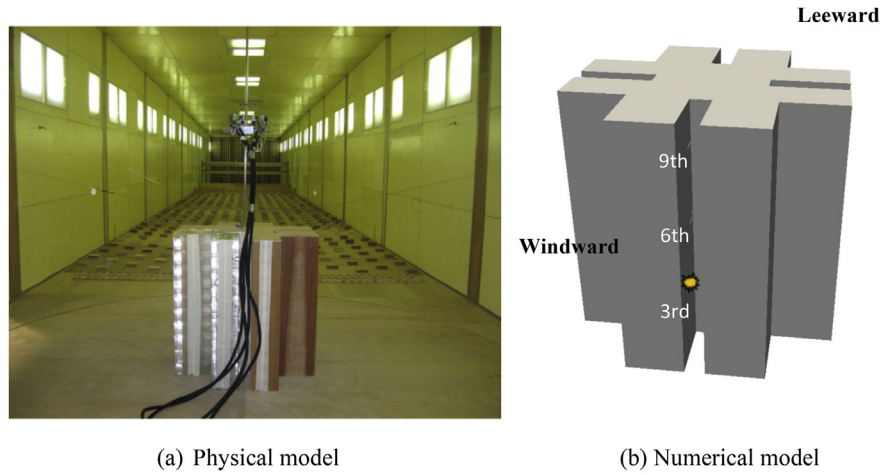 Leeward
9th
6th
Windward
3rd
(a) Physical model
(b) Numerical model